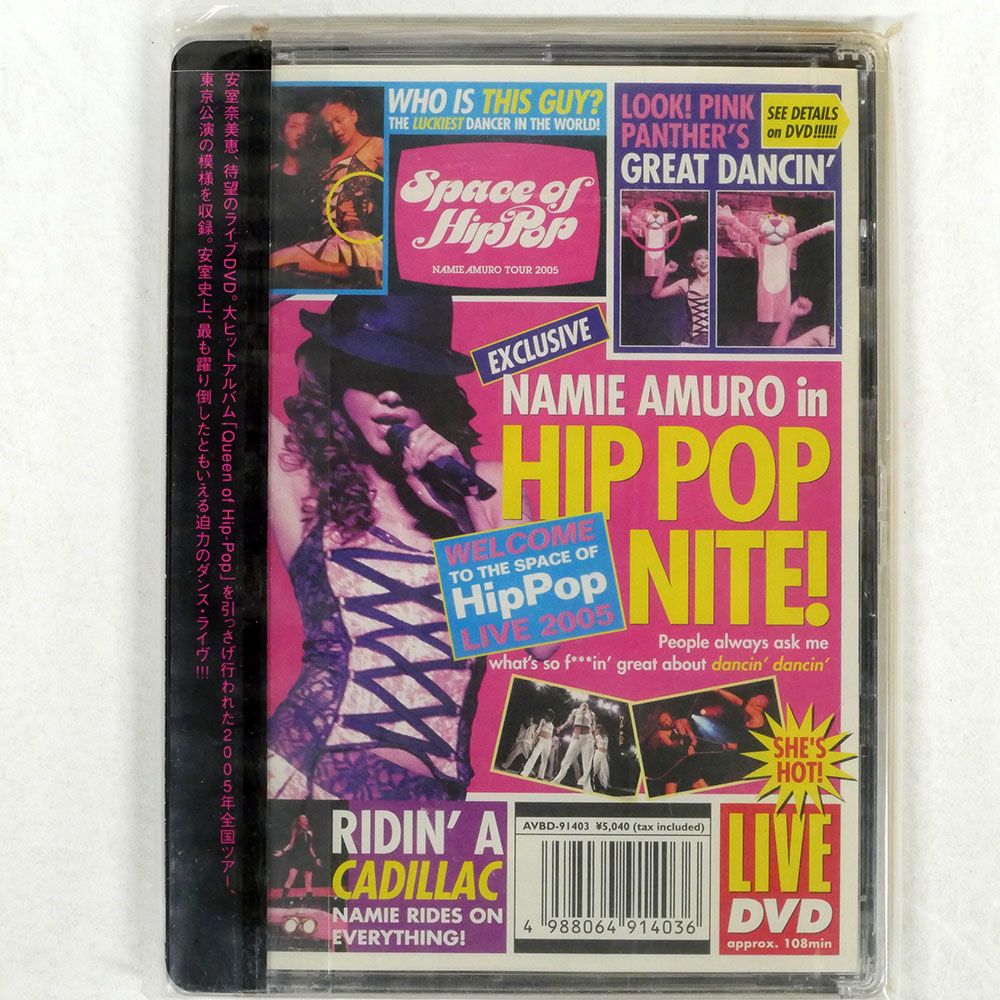 安室奈美恵、待望のライブDVD。大ヒットアルバム「Queen of Hip-Pop」を引っさげ行われた2005年全国ツアー、
東京公演の模様を収録。安室史上、最も躍り倒したともいえる迫力のダンス・ライヴ!!!
WHO IS THIS GUY?
THE LUCKIEST DANCER IN THE WORLD!
Space of
HipPop
NAMIE AMURO TOUR 2005
LOOK! PINK
PANTHER'S
GREAT DANCIN'
SEE DETAILS
on DVD!!!!!!
EXCLUSIVE
NAMIE AMURO in
HIP POP
NITE!
WELCOME
TO THE SPACE OF
HipPop
LIVE 2005
People always ask me
what's so f***in' great about dancin' dancin'
SHE'S
HOT!
RIDIN' A
CADILLAC
NAMIE RIDES ON
EVERYTHING!
AVBD-91403 ¥5,040 (tax included)
4 988064 914036
LIVE
DVD
approx. 108min